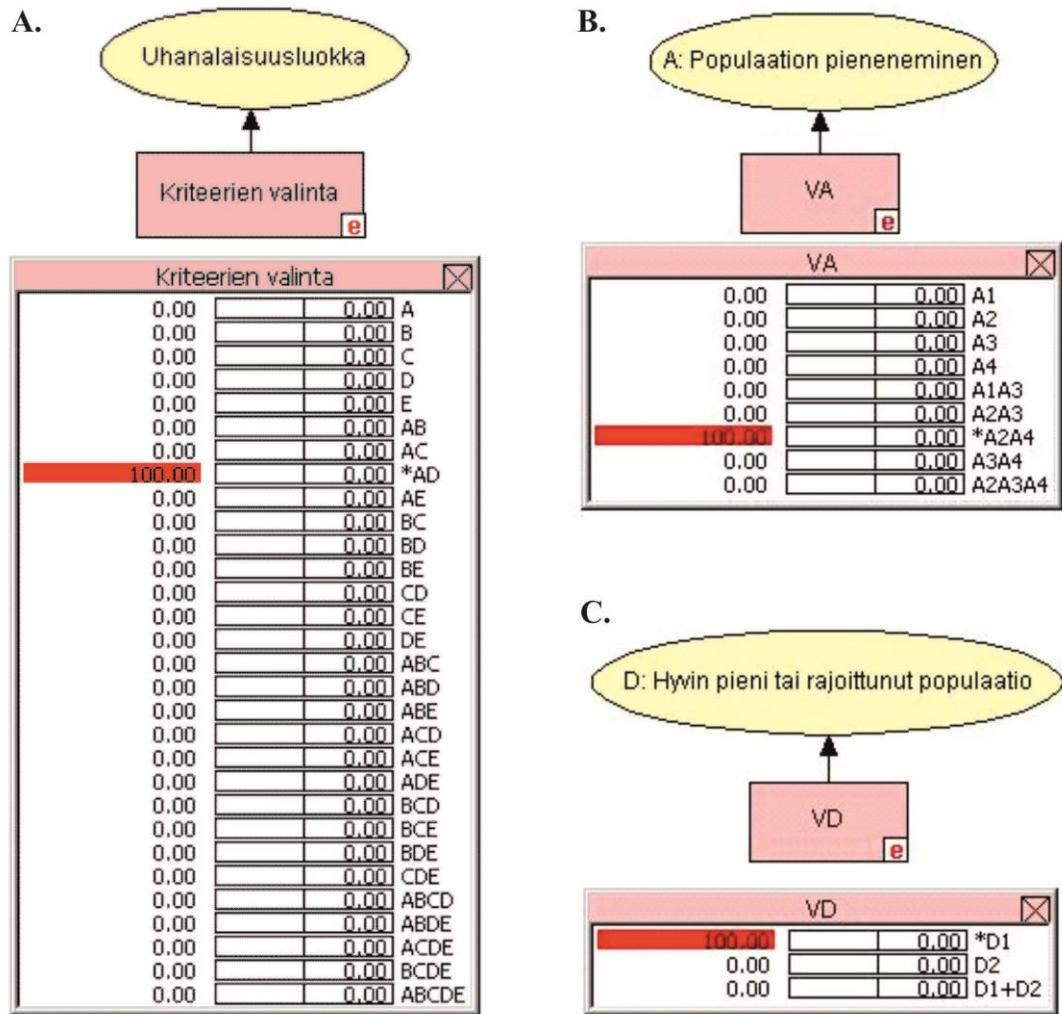 A.
Uhanalaisuusluokka
Kriteerien valinta
e
Kriteerien valinta
0.00 0.00 A
0.00 0.00 B
0.00 0.00 C
0.00 0.00 D
0.00 0.00 E
0.00 0.00 AB
0.00 0.00 AC
100.00 0.00 *AD
0.00 0.00 AE
0.00 0.00 BC
0.00 0.00 BD
0.00 0.00 BE
0.00 0.00 CD
0.00 0.00 CE
0.00 0.00 DE
0.00 0.00 ABC
0.00 0.00 ABD
0.00 0.00 ABE
0.00 0.00 ACD
0.00 0.00 ACE
0.00 0.00 ADE
0.00 0.00 BCD
0.00 0.00 BCE
0.00 0.00 BDE
0.00 0.00 CDE
0.00 0.00 ABCD
0.00 0.00 ABDE
0.00 0.00 ACDE
0.00 0.00 BCDE
0.00 0.00 ABCDE
B.
A: Populaation pieneneminen
VA
e
VA
0.00 0.00 A1
0.00 0.00 A2
0.00 0.00 A3
0.00 0.00 A4
0.00 0.00 A1A3
0.00 0.00 A2A3
100.00 0.00 *A2A4
0.00 0.00 A3A4
0.00 0.00 A2A3A4
C.
D: Hyvin pieni tai rajoittunut populaatio
VD
e
VD
100.00 0.00 *D1
0.00 0.00 D2
0.00 0.00 D1+D2